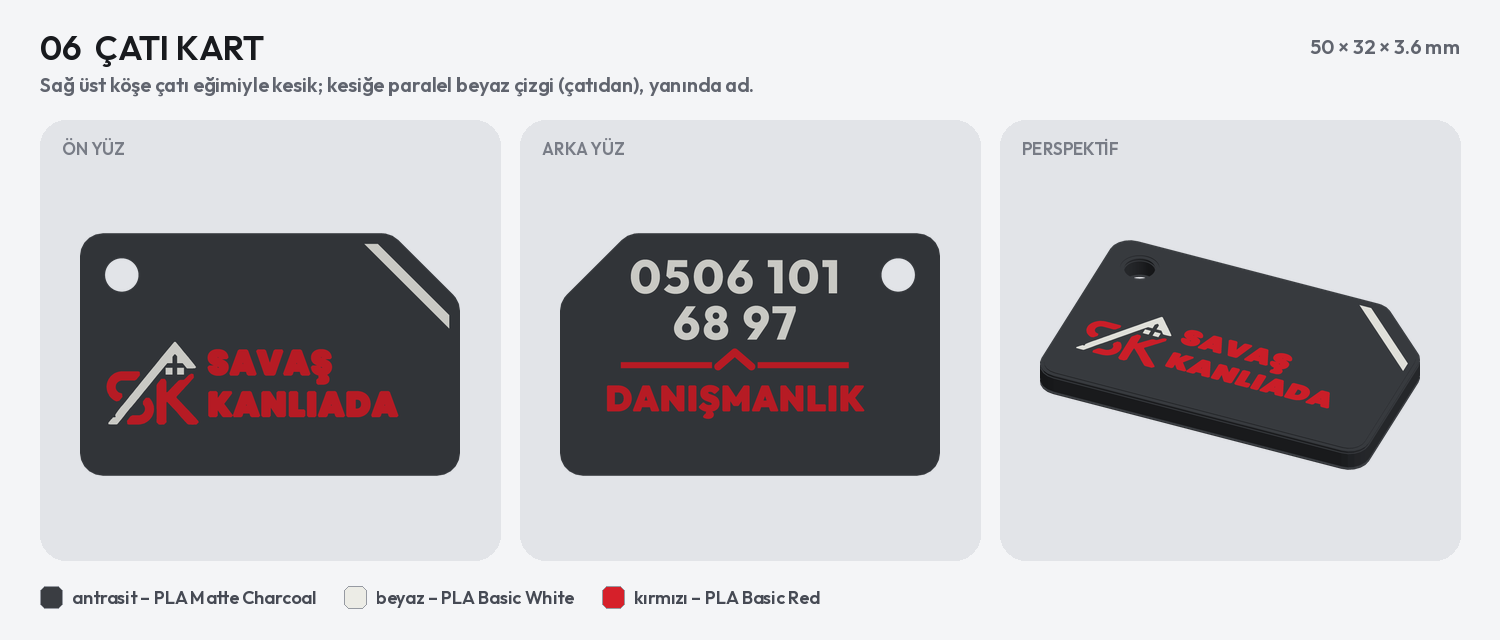 06 ÇATI KART
50 × 32 × 3.6 mm
Sağ üst köşe çatı eğimiyle kesik; kesiğe paralel beyaz çizgi (çatıdan), yanında ad.
ÖN YÜZ
SK
SAVAŞ
KANLIADA
ARKA YÜZ
0506 101
68 97
DANIŞMANLIK
PERSPEKTİF
SK
SAVAŞ
KANLIADA
antrasit – PLA Matte Charcoal
beyaz – PLA Basic White
kırmızı – PLA Basic Red